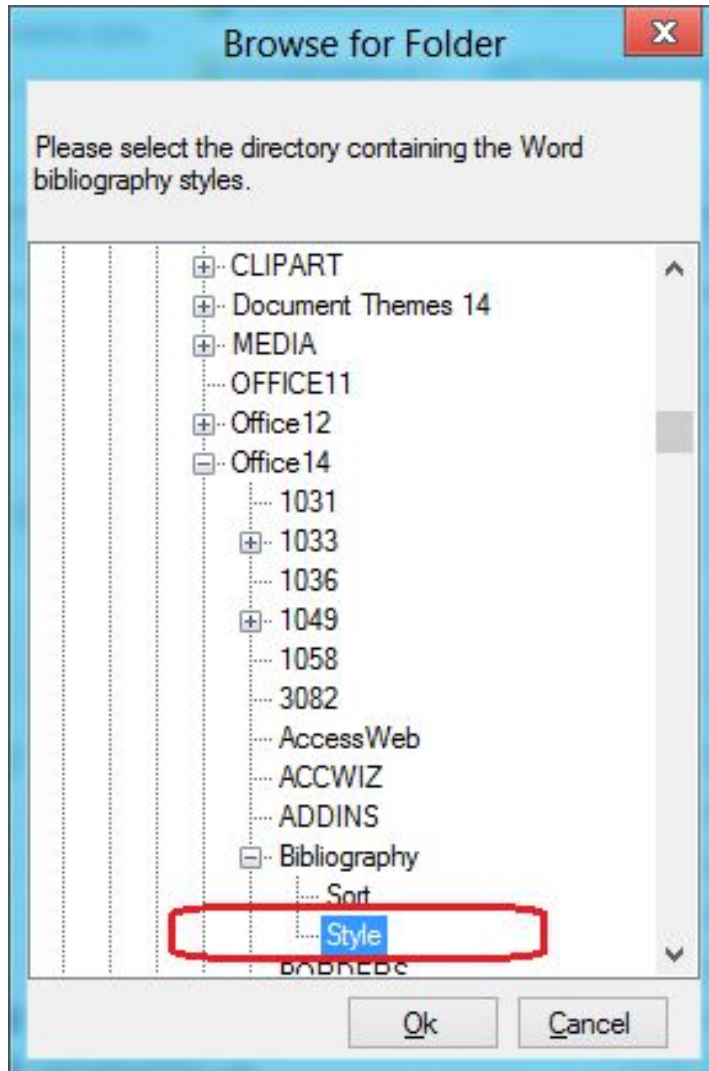 Browse for Folder
Please select the directory containing the Word
bibliography styles.
CLIPART
Document Themes 14
MEDIA
OFFICE11
Office12
Office14
1031
1033
1036
1049
1058
3082
AccessWeb
ACCWIZ
ADDINS
Bibliography
Sort
Style
BORDERS
Ok
Cancel